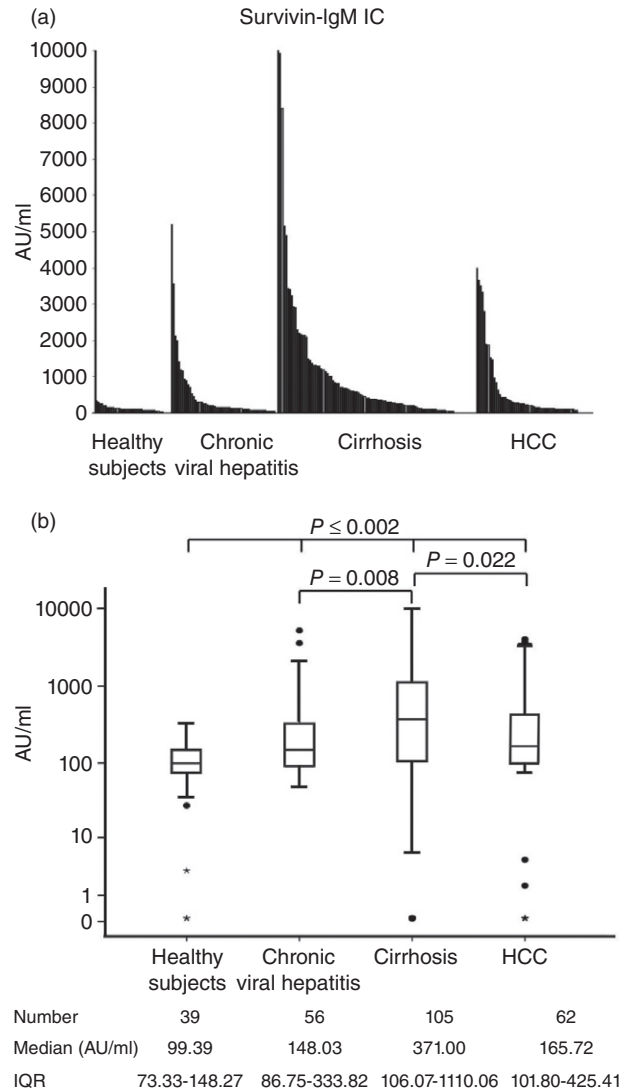 (a) Survivin-IgM IC
10000
9000
8000
7000
6000
5000
4000
3000
2000
1000
0
AU/ml
Healthy subjects
Chronic viral hepatitis
Cirrhosis
HCC
(b)
P ≤ 0.002
P = 0.022
P = 0.008
10000
1000
100
10
1
0
AU/ml
Healthy subjects
Chronic viral hepatitis
Cirrhosis
HCC
Number 39 56 105 62
Median (AU/ml) 99.39 148.03 371.00 165.72
IQR 73.33-148.27 86.75-333.82 106.07-1110.06 101.80-425.41